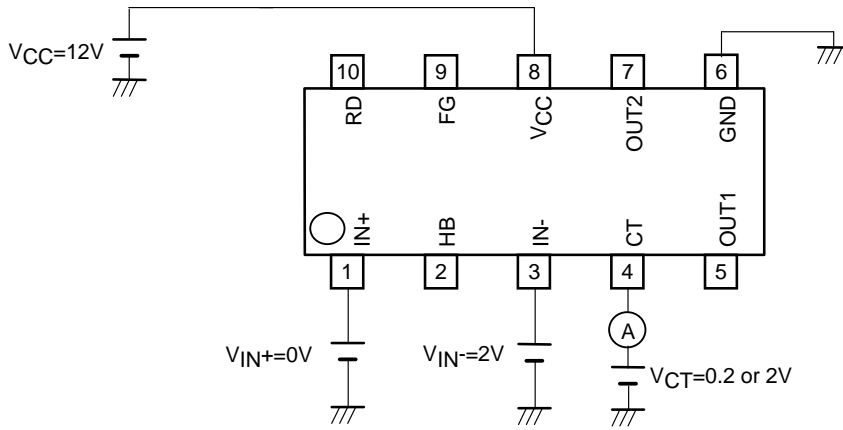 VCC=12V
10 9 8 7 6
RD FG VCC OUT2 GND
IN+ HB IN- CT OUT1
1 2 3 4 5
A
VIN+=0V VIN-=2V
VCT=0.2 or 2V